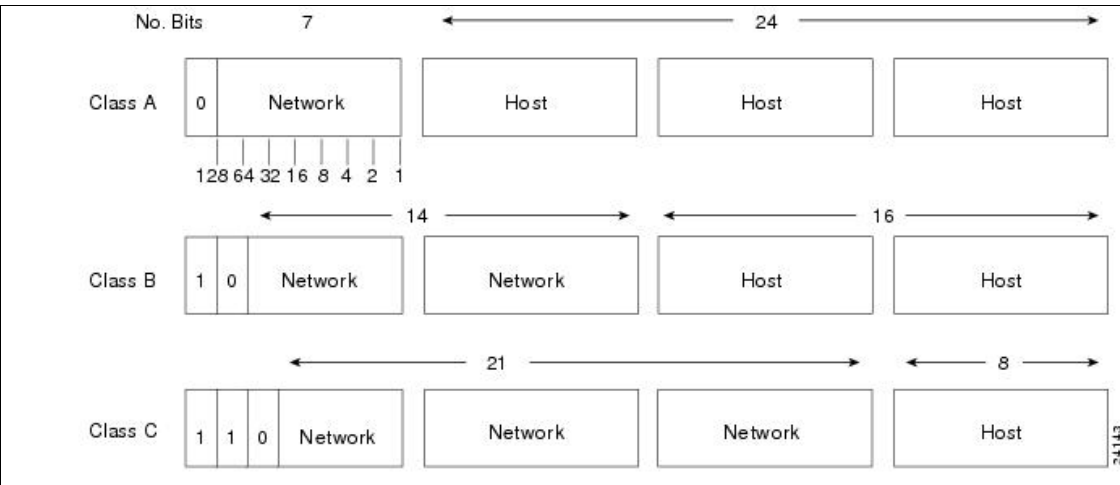 No. Bits 7 24
Class A 0 Network Host Host Host
128 64 32 16 8 4 2 1
14 16
Class B 1 0 Network Network Host Host
21 8
Class C 1 1 0 Network Network Network Host
24143